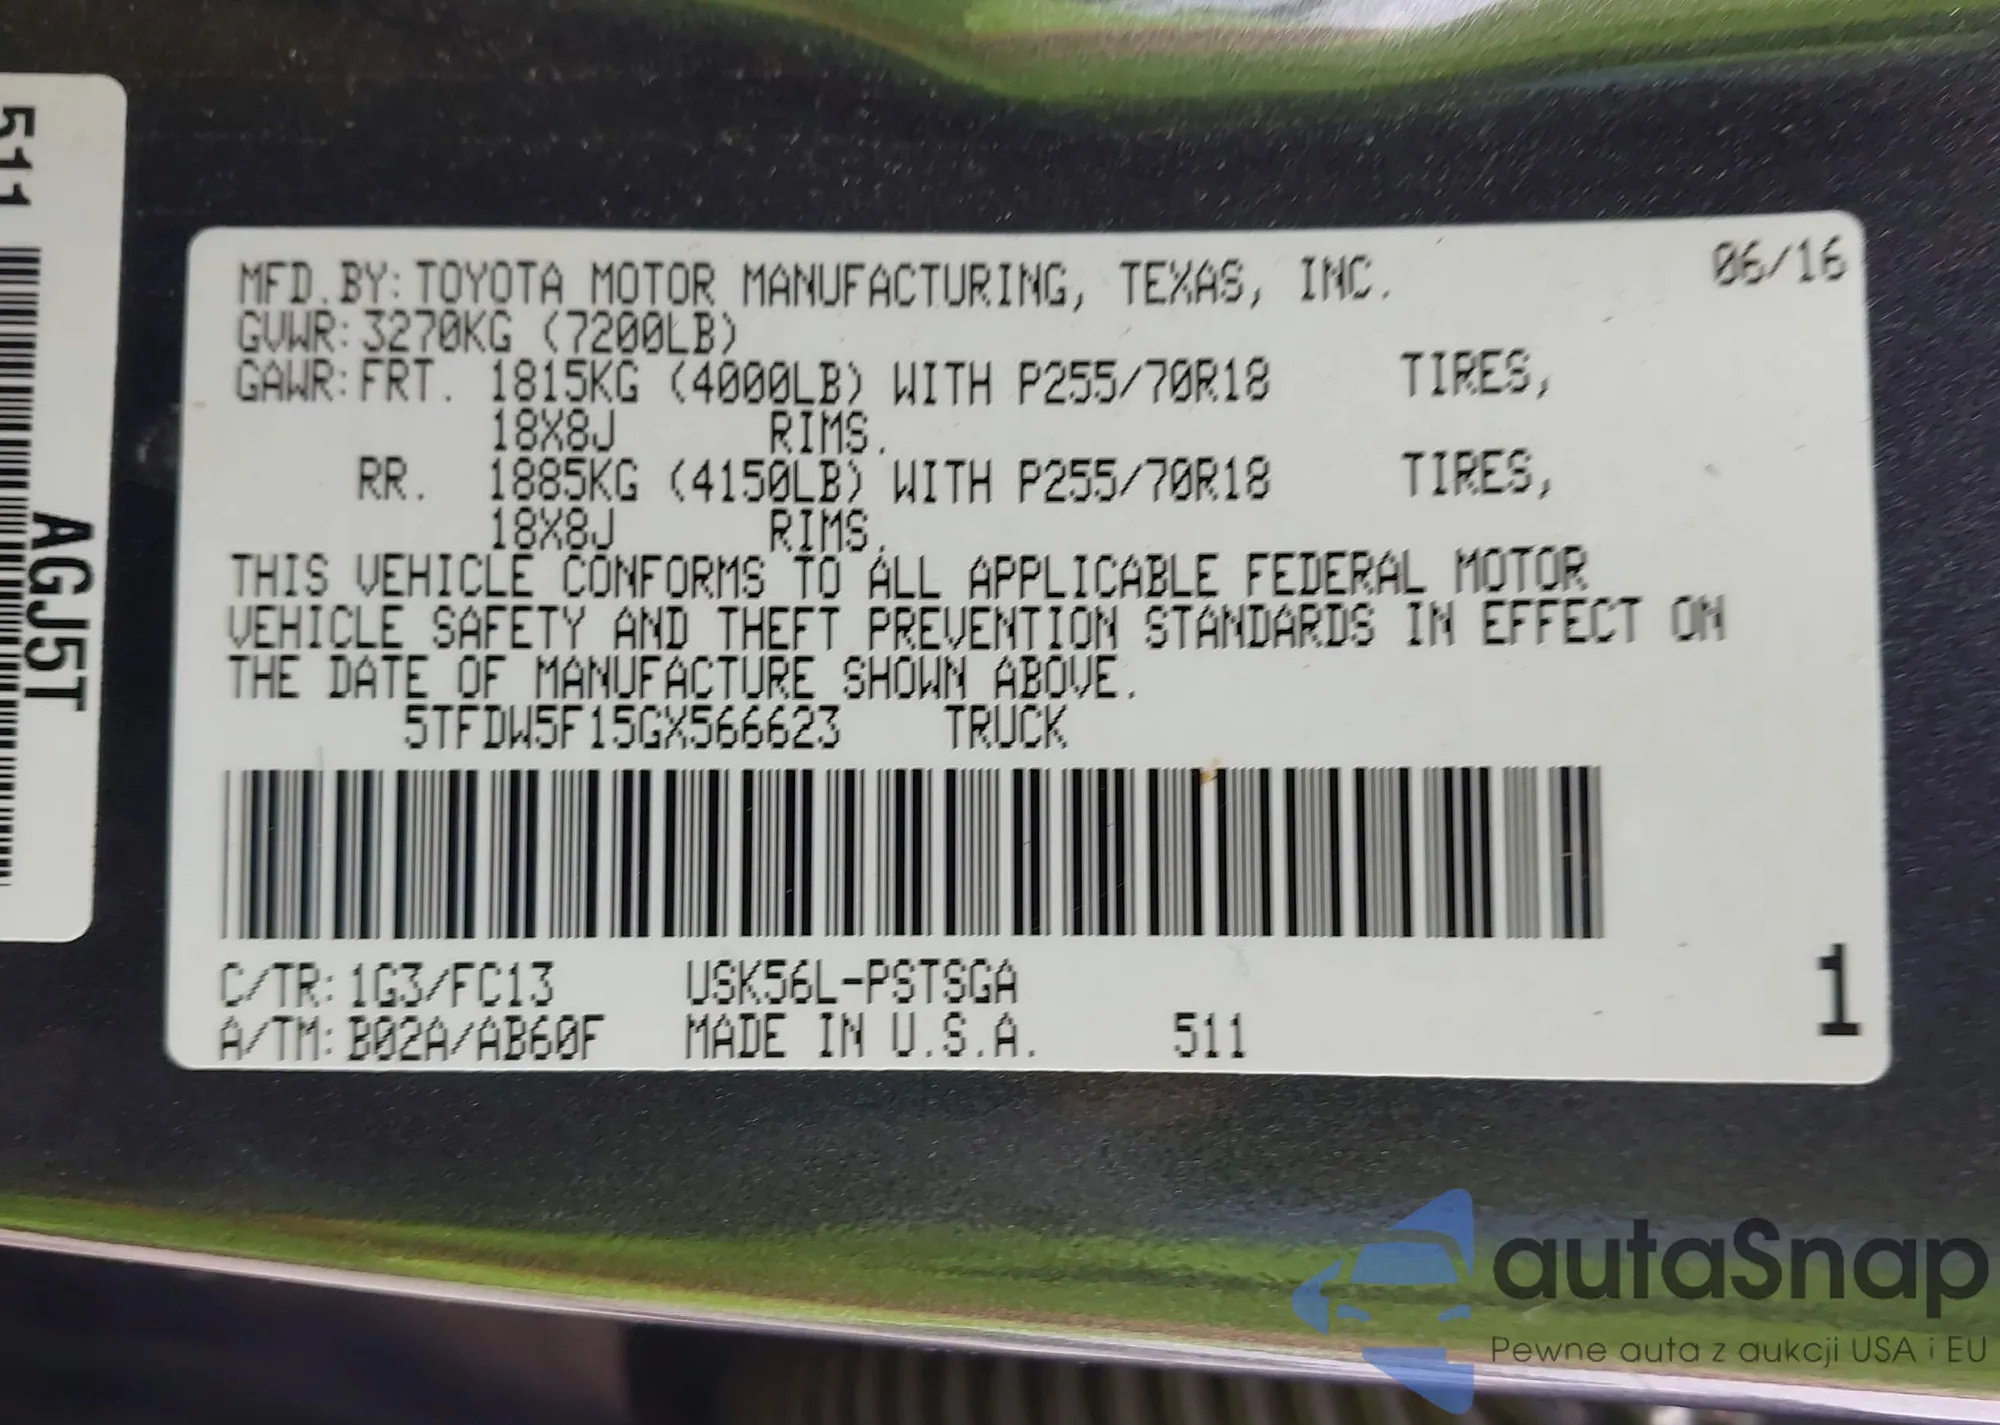 511
AGJ5T
MFD.BY: TOYOTA MOTOR MANUFACTURING, TEXAS, INC. 06/16
GVWR: 3270KG (7200LB)
GAWR: FRT. 1815KG (4000LB) WITH P255/70R18 TIRES,
18X8J RIMS.
RR. 1885KG (4150LB) WITH P255/70R18 TIRES,
18X8J RIMS.
THIS VEHICLE CONFORMS TO ALL APPLICABLE FEDERAL MOTOR
VEHICLE SAFETY AND THEFT PREVENTION STANDARDS IN EFFECT ON
THE DATE OF MANUFACTURE SHOWN ABOVE.
5TFDW5F15GX566623 TRUCK
C/TR: 1G3/FC13 USK56L-PSTSGA
A/TM: B02A/AB60F MADE IN U.S.A. 511
1
autaSnap
Pewne auta z aukcji USA i EU